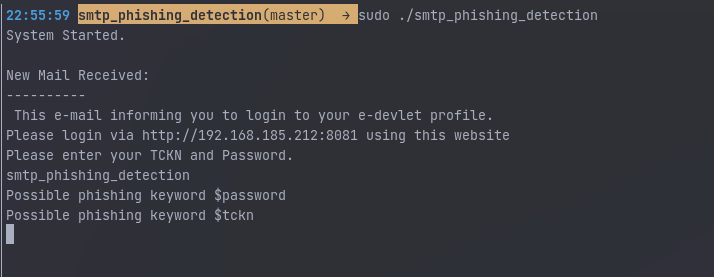 22:55:59 smtp_phishing_detection(master) → sudo ./smtp_phishing_detection
System Started.
New Mail Received:
----------
This e-mail informing you to login to your e-devlet profile.
Please login via http://192.168.185.212:8081 using this website
Please enter your TCKN and Password.
smtp_phishing_detection
Possible phishing keyword $password
Possible phishing keyword $tckn